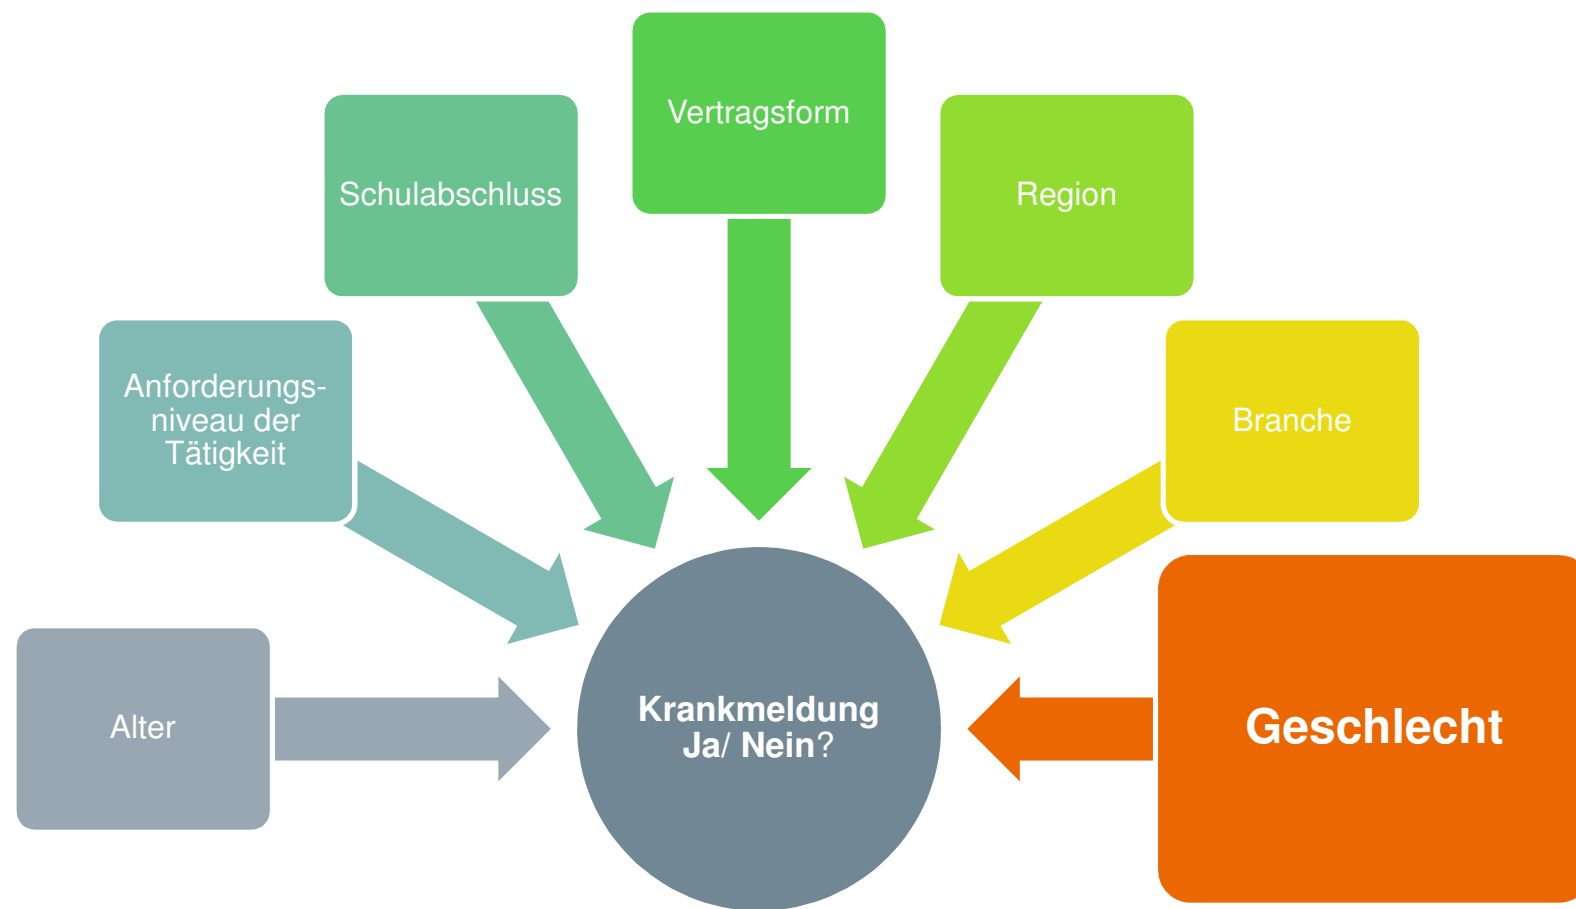 Vertragsform
Schulabschluss
Region
Anforderungs-
niveau der
Tätigkeit
Branche
Alter
Krankmeldung
Ja/ Nein?
Geschlecht